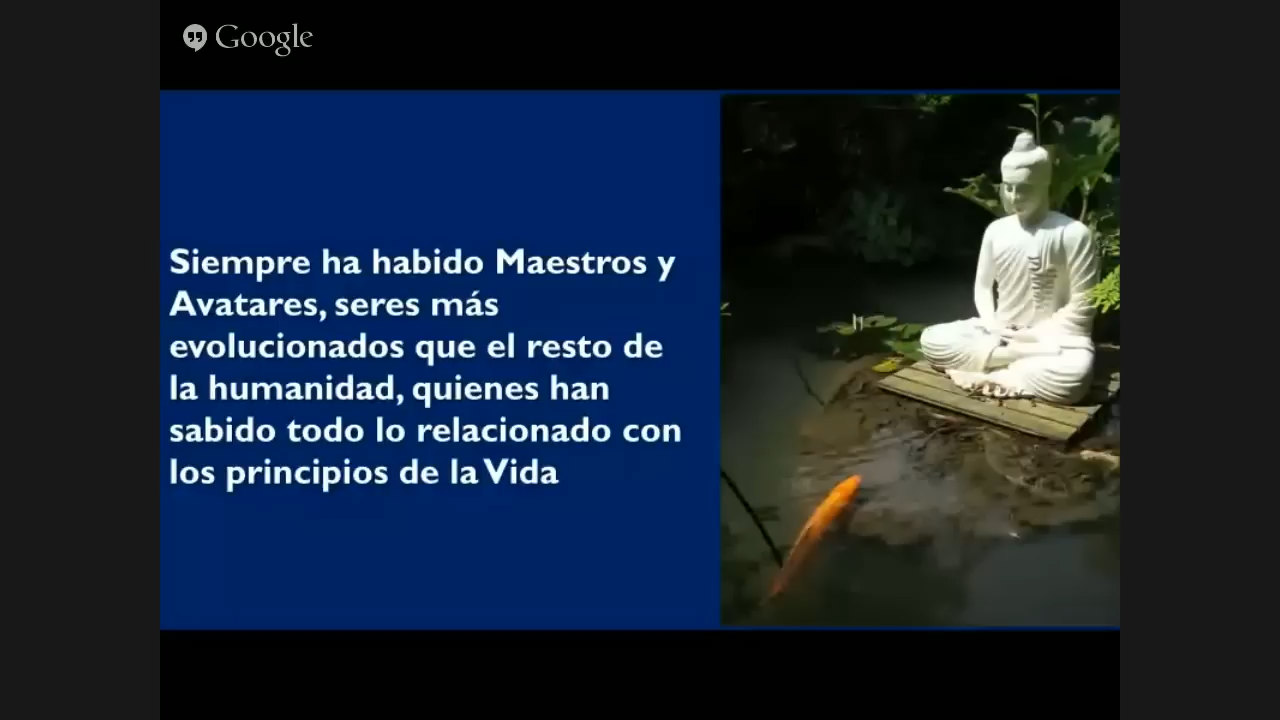 Google
Siempre ha habido Maestros y
Avatares, seres más
evolucionados que el resto de
la humanidad, quienes han
sabido todo lo relacionado con
los principios de la Vida